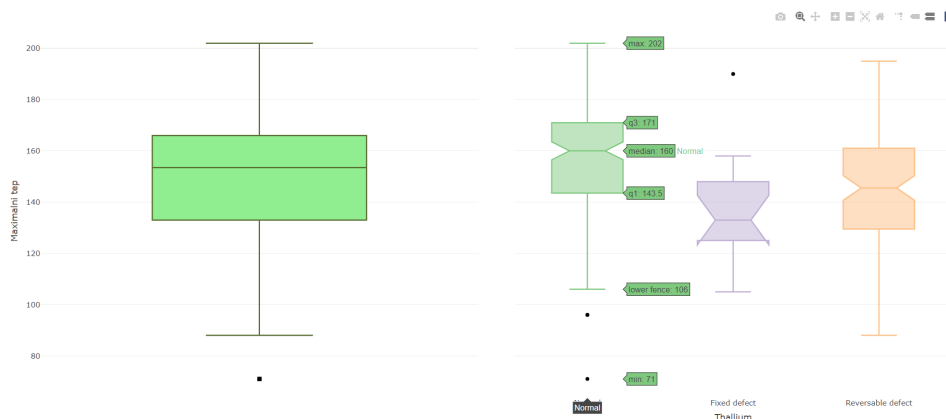 200
180
160
140
120
100
80
Maximalni tep
max: 202
q3: 171
median: 160 Normal
q1: 143.5
lower fence: 106
min: 71
Normal
Fixed defect
Reversable defect
Thallium